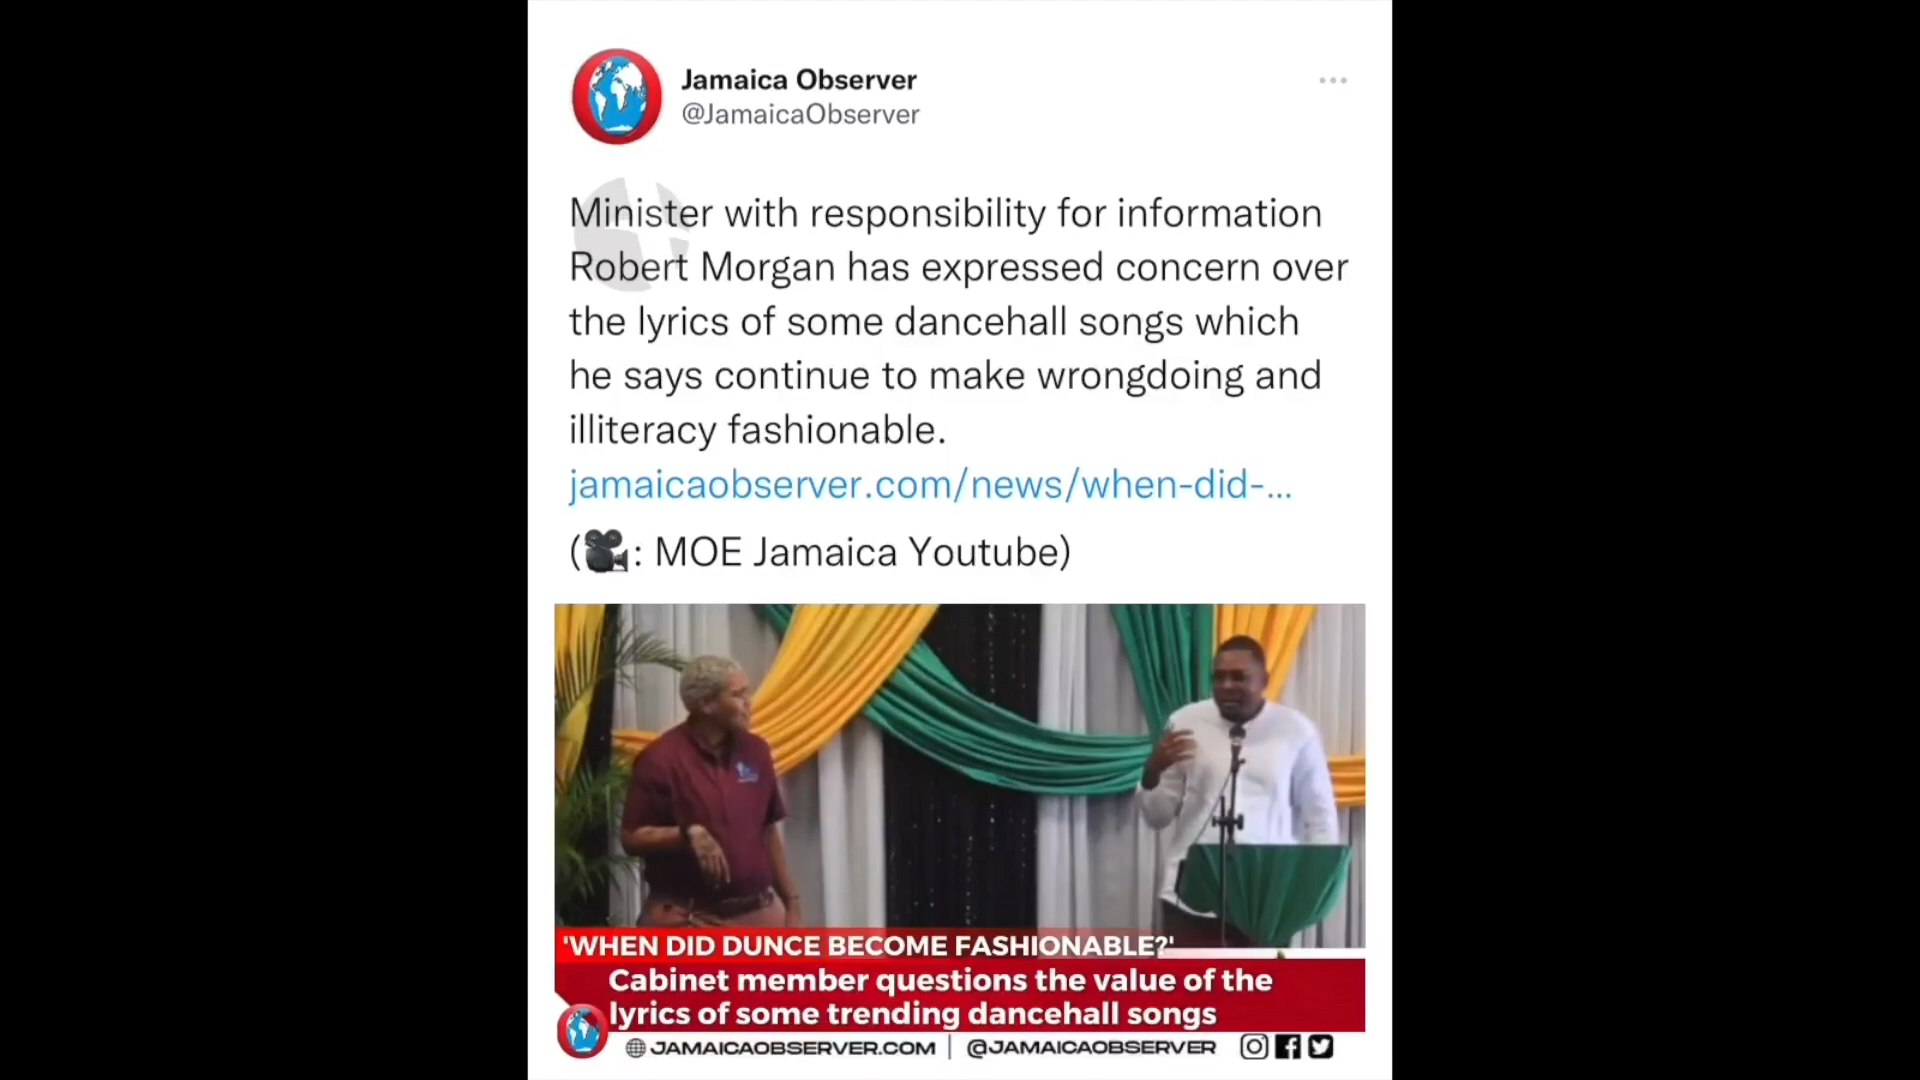 Jamaica Observer
@JamaicaObserver
Minister with responsibility for information
Robert Morgan has expressed concern over
the lyrics of some dancehall songs which
he says continue to make wrongdoing and
illiteracy fashionable.
jamaicaobserver.com/news/when-did-...
(🎥: MOE Jamaica Youtube)
'WHEN DID DUNCE BECOME FASHIONABLE?'
Cabinet member questions the value of the
lyrics of some trending dancehall songs
JAMAICAOBSERVER.COM | @JAMAICAOBSERVER